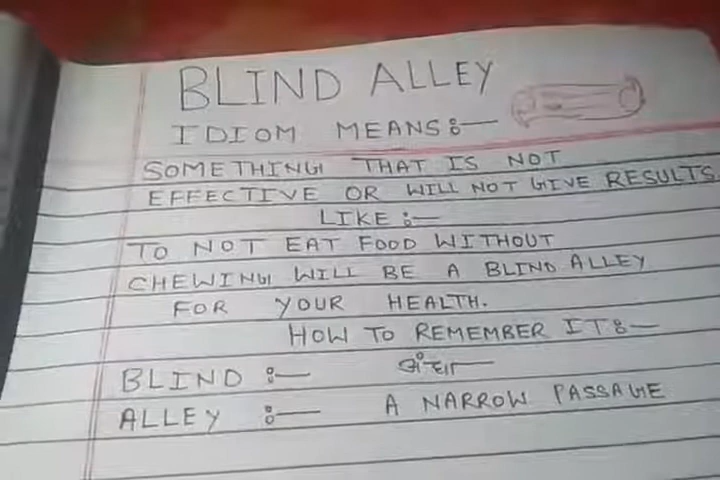 BLIND ALLEY
IDIOM MEANS:—
SOMETHING THAT IS NOT
EFFECTIVE OR WILL NOT GIVE RESULTS.
LIKE:—
TO NOT EAT FOOD WITHOUT
CHEWING WILL BE A BLIND ALLEY
FOR YOUR HEALTH.
HOW TO REMEMBER IT:—
BLIND :— अंधा
ALLEY :— A NARROW PASSAGE